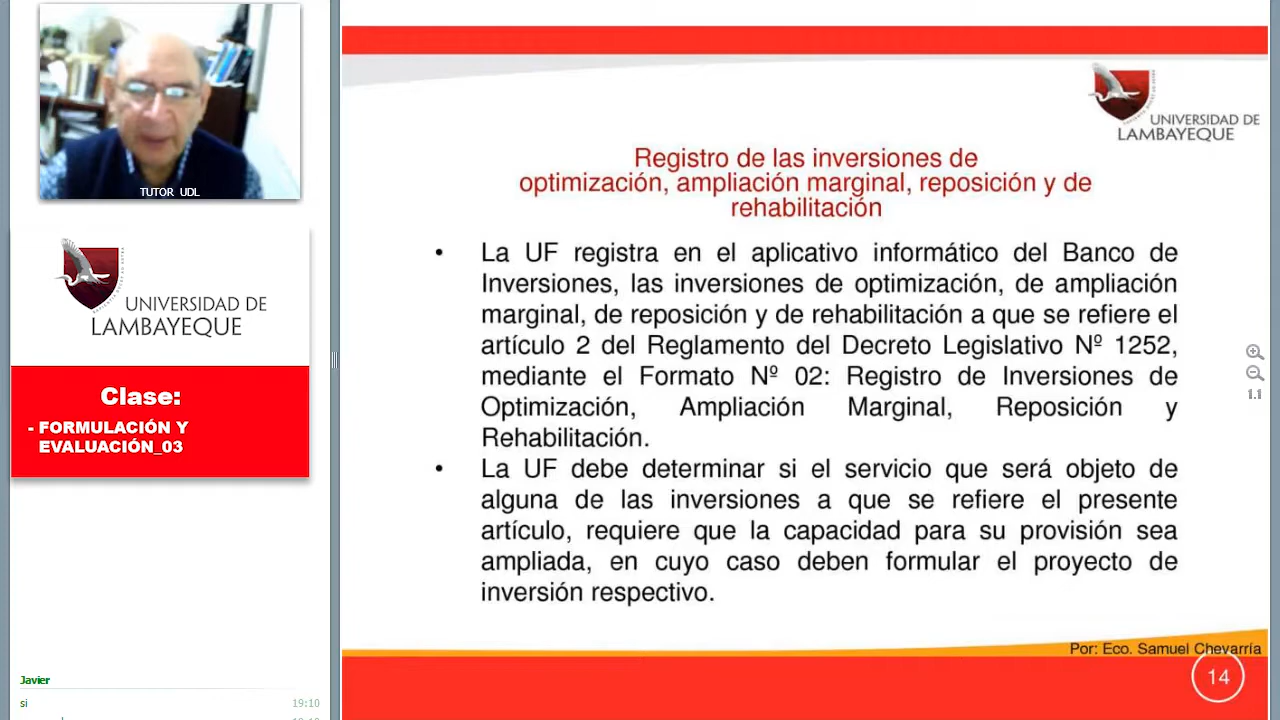 TUTOR UDL
UNIVERSIDAD DE
LAMBAYEQUE
Clase:
- FORMULACIÓN Y
EVALUACIÓN_03
Javier
si 19:10
UNIVERSIDAD DE
LAMBAYEQUE
Registro de las inversiones de
optimización, ampliación marginal, reposición y de
rehabilitación
• La UF registra en el aplicativo informático del Banco de
Inversiones, las inversiones de optimización, de ampliación
marginal, de reposición y de rehabilitación a que se refiere el
artículo 2 del Reglamento del Decreto Legislativo Nº 1252,
mediante el Formato Nº 02: Registro de Inversiones de
Optimización, Ampliación Marginal, Reposición y
Rehabilitación.
• La UF debe determinar si el servicio que será objeto de
alguna de las inversiones a que se refiere el presente
artículo, requiere que la capacidad para su provisión sea
ampliada, en cuyo caso deben formular el proyecto de
inversión respectivo.
Por: Eco. Samuel Chevarría
14
1.1